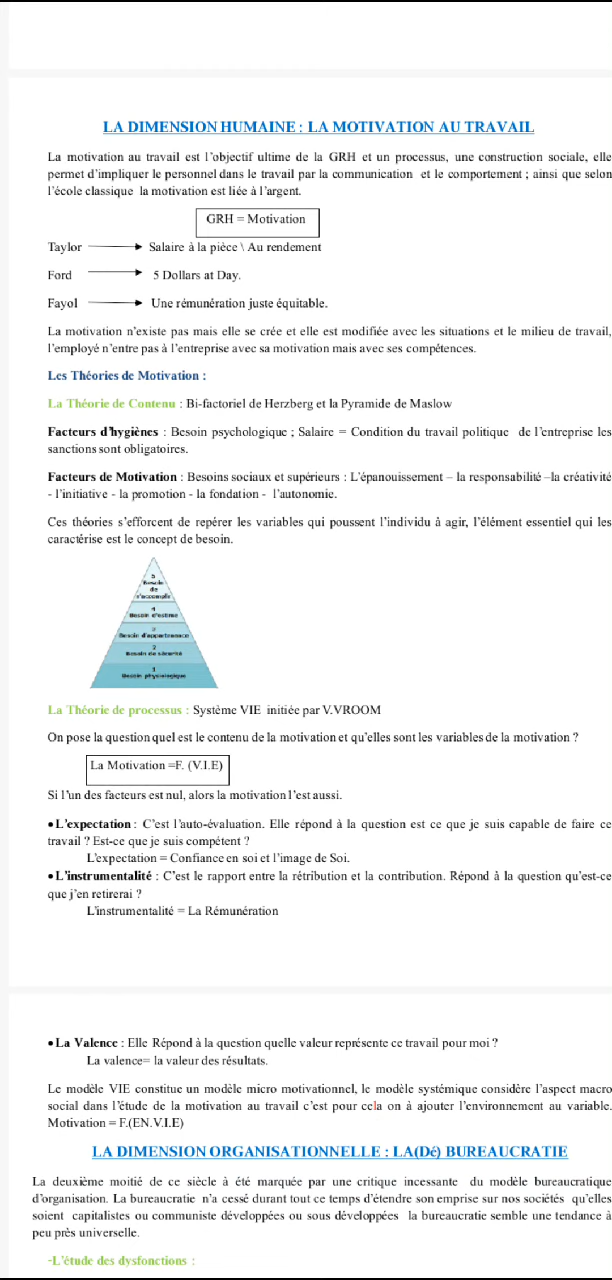 LA DIMENSION HUMAINE : LA MOTIVATION AU TRAVAIL
La motivation au travail est l'objectif ultime de la GRH et un processus, une construction sociale, elle
permet d'impliquer le personnel dans le travail par la communication et le comportement ; ainsi que selon
l'école classique la motivation est liée à l'argent.
GRH = Motivation
Taylor Salaire à la pièce \ Au rendement
Ford 5 Dollars at Day.
Fayol Une rémunération juste équitable.
La motivation n'existe pas mais elle se crée et elle est modifiée avec les situations et le milieu de travail,
l'employé n'entre pas à l'entreprise avec sa motivation mais avec ses compétences.
Les Théories de Motivation :
La Théorie de Contenu : Bi-factoriel de Herzberg et la Pyramide de Maslow
Facteurs d'hygiènes : Besoin psychologique ; Salaire = Condition du travail politique de l'entreprise les
sanctions sont obligatoires.
Facteurs de Motivation : Besoins sociaux et supérieurs : L'épanouissement – la responsabilité –la créativité
- l'initiative - la promotion - la fondation - l'autonomie.
Ces théories s'efforcent de repérer les variables qui poussent l'individu à agir, l'élément essentiel qui les
caractérise est le concept de besoin.
5
Besoin
de
s'accomplir
4
Besoin d'estime
3
Besoin d'appartenance
2
Besoin de sécurité
1
Besoin physiologique
La Théorie de processus : Système VIE initiée par V.VROOM
On pose la question quel est le contenu de la motivation et qu'elles sont les variables de la motivation ?
La Motivation =F. (V.I.E)
Si l'un des facteurs est nul, alors la motivation l'est aussi.
●L'expectation : C'est l'auto-évaluation. Elle répond à la question est ce que je suis capable de faire ce
travail ? Est-ce que je suis compétent ?
L'expectation = Confiance en soi et l'image de Soi.
●L'instrumentalité : C'est le rapport entre la rétribution et la contribution. Répond à la question qu'est-ce
que j'en retirerai ?
L'instrumentalité = La Rémunération
●La Valence : Elle Répond à la question quelle valeur représente ce travail pour moi ?
La valence= la valeur des résultats.
Le modèle VIE constitue un modèle micro motivationnel, le modèle systémique considère l'aspect macro
social dans l'étude de la motivation au travail c'est pour cela on à ajouter l'environnement au variable.
Motivation = F.(EN.V.I.E)
LA DIMENSION ORGANISATIONNELLE : LA(Dé) BUREAUCRATIE
La deuxième moitié de ce siècle à été marquée par une critique incessante du modèle bureaucratique
d'organisation. La bureaucratie n'a cessé durant tout ce temps d'étendre son emprise sur nos sociétés qu'elles
soient capitalistes ou communiste développées ou sous développées la bureaucratie semble une tendance à
peu près universelle.
-L'étude des dysfonctions :